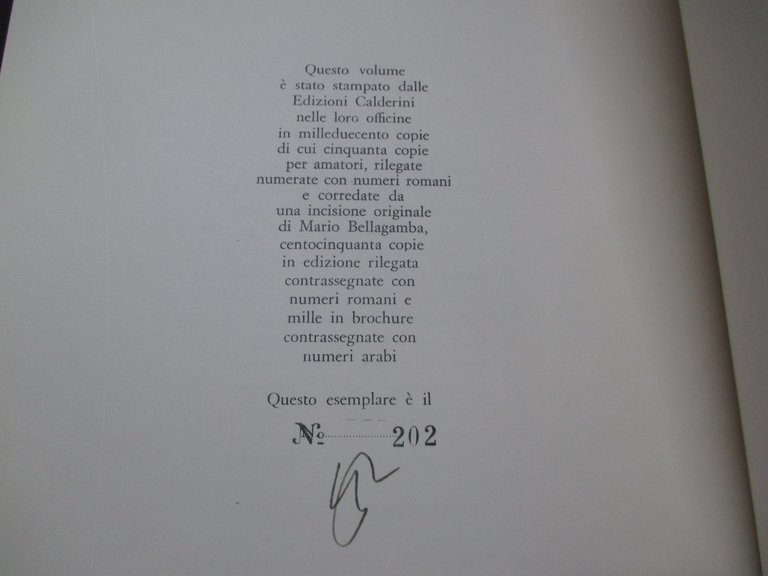 Questo volume
è stato stampato dalle
Edizioni Calderini
nelle loro officine
in milleduecento copie
di cui cinquanta copie
per amatori, rilegate
numerate con numeri romani
e corredate da
una incisione originale
di Mario Bellagamba,
centocinquanta copie
in edizione rilegata
contrassegnate con
numeri romani e
mille in brochure
contrassegnate con
numeri arabi
Questo esemplare è il
№ 202